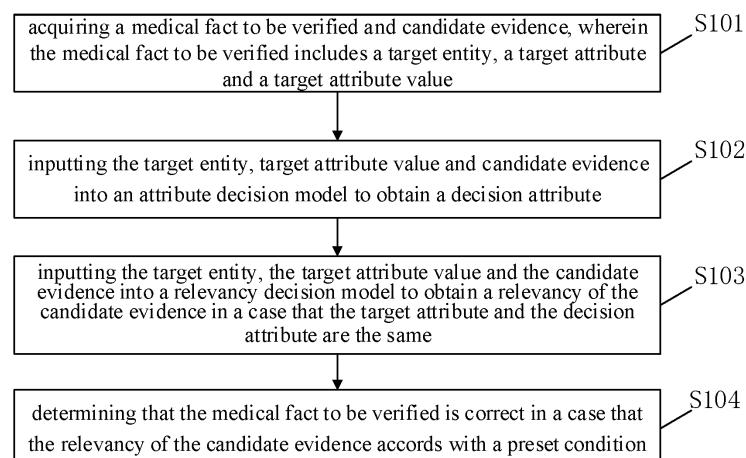 acquiring a medical fact to be verified and candidate evidence, wherein
the medical fact to be verified includes a target entity, a target attribute
and a target attribute value
S101
inputting the target entity, target attribute value and candidate evidence
into an attribute decision model to obtain a decision attribute
S102
inputting the target entity, the target attribute value and the candidate
evidence into a relevancy decision model to obtain a relevancy of the
candidate evidence in a case that the target attribute and the decision
attribute are the same
S103
determining that the medical fact to be verified is correct in a case that
the relevancy of the candidate evidence accords with a preset condition
S104